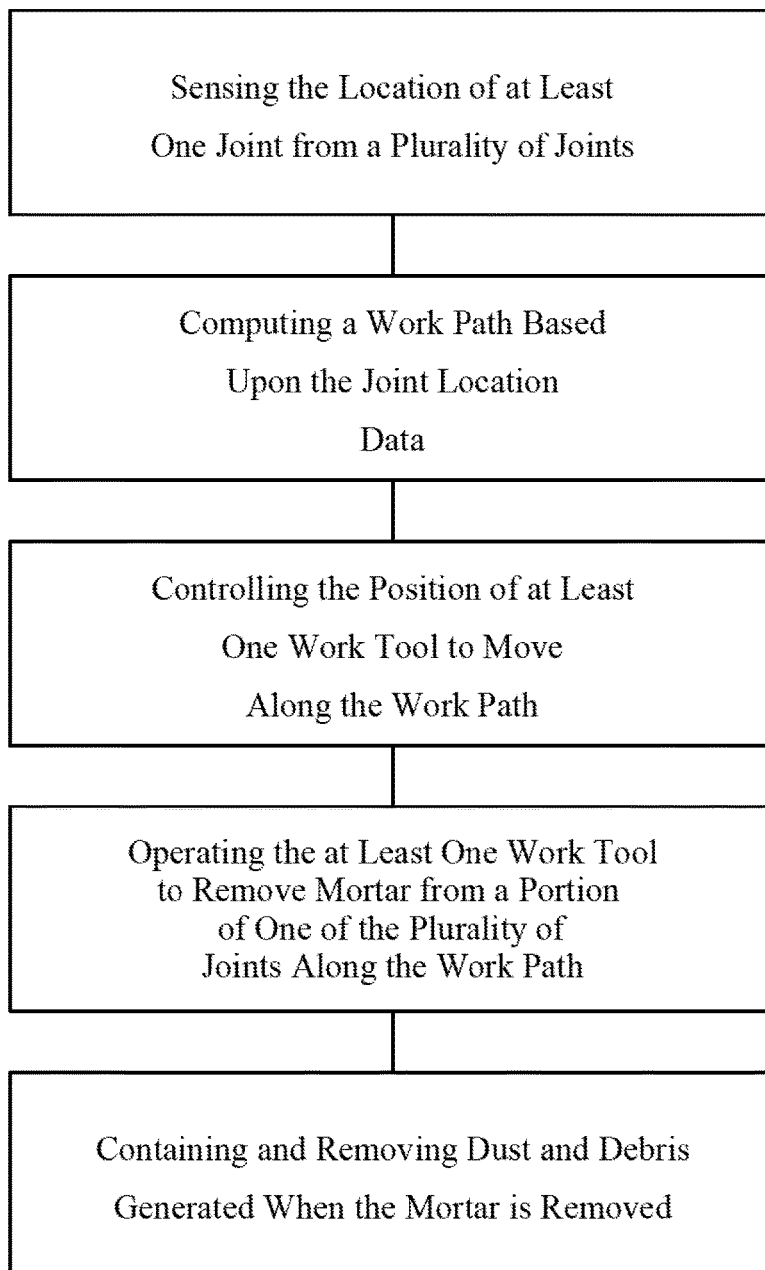 Sensing the Location of at Least
One Joint from a Plurality of Joints
Computing a Work Path Based
Upon the Joint Location
Data
Controlling the Position of at Least
One Work Tool to Move
Along the Work Path
Operating the at Least One Work Tool
to Remove Mortar from a Portion
of One of the Plurality of
Joints Along the Work Path
Containing and Removing Dust and Debris
Generated When the Mortar is Removed